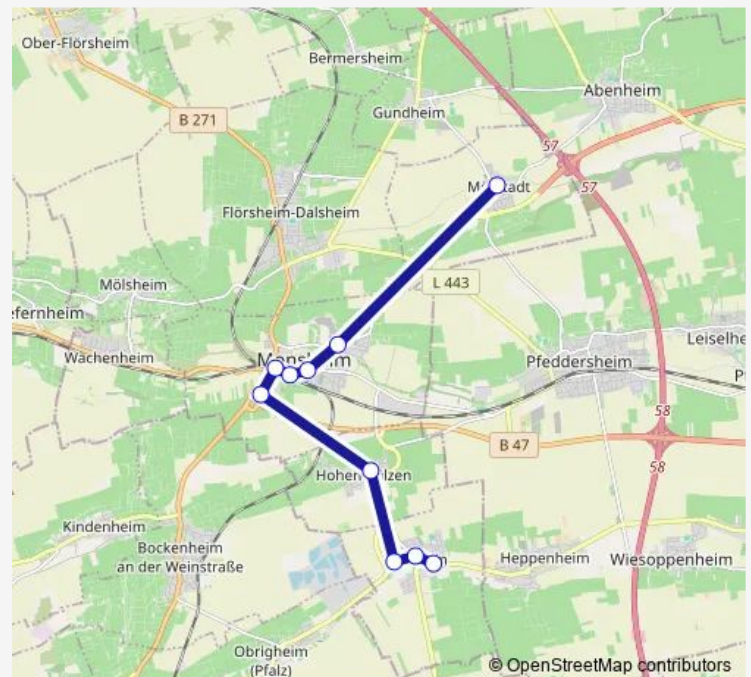 Ober-Flörsheim
Bermersheim
Abenheim
Gundheim
B 271
57
57
Flörsheim-Dalsheim
L 443
Mölsheim
efernheim
Wachenheim
Leiselhe
Pfeddersheim
P
58
B 47
58
Kindenheim
Bockenheim
an der Weinstraße
Heppenheim
Wiesoppenheim
Obrigheim
(Pfalz)
© OpenStreetMap contributors